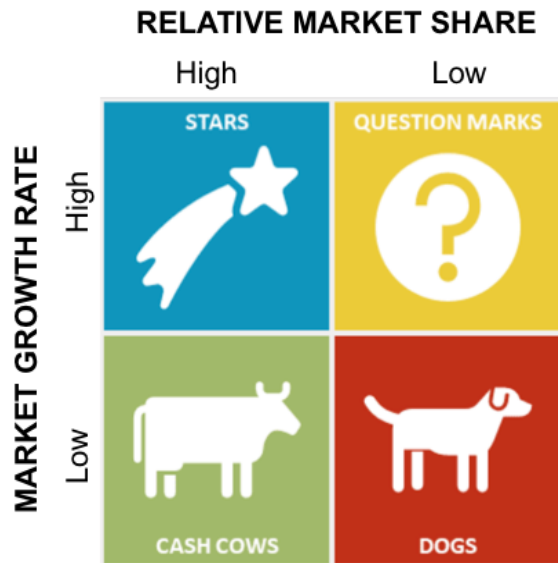 RELATIVE MARKET SHARE
High Low
MARKET GROWTH RATE
High
STARS QUESTION MARKS
Low
CASH COWS DOGS